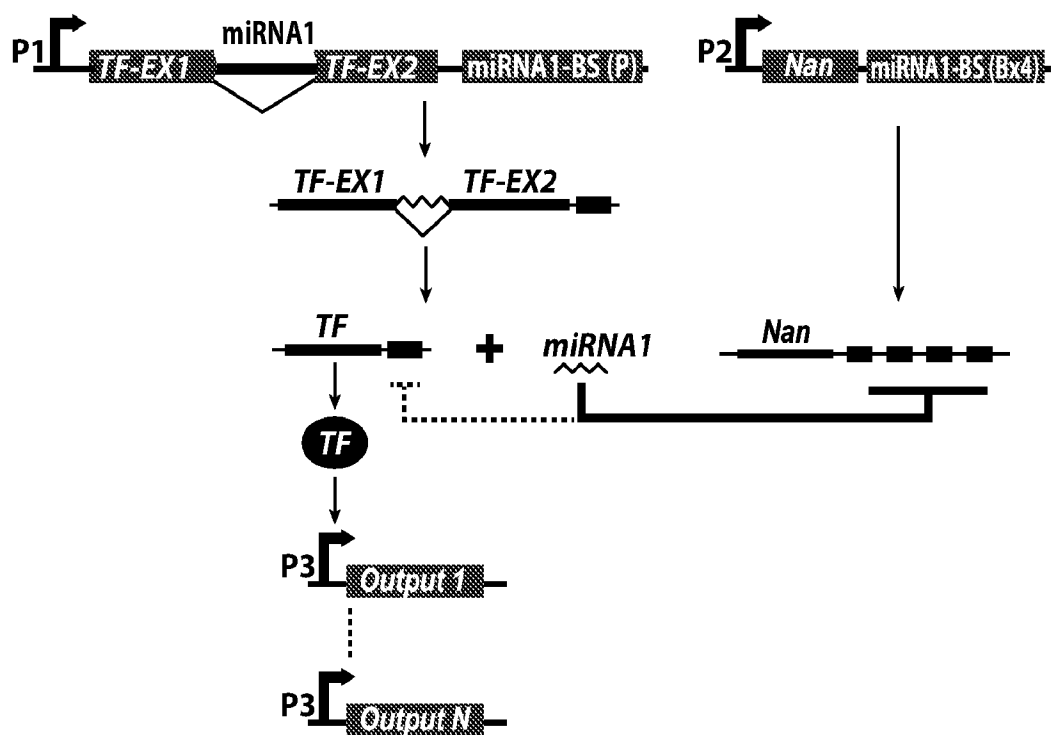 P1 TF-EX1 miRNA1 TF-EX2 miRNA1-BS (P)
P2 Nan miRNA1-BS (Bx4)
TF-EX1 TF-EX2
TF + miRNA1 Nan
TF
P3 Output 1
P3 Output N